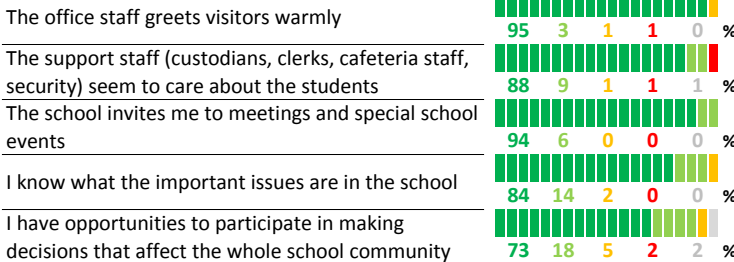 The office staff greets visitors warmly
95 3 1 1 0 %
The support staff (custodians, clerks, cafeteria staff,
security) seem to care about the students
88 9 1 1 1 %
The school invites me to meetings and special school
events
94 6 0 0 0 %
I know what the important issues are in the school
84 14 2 0 0 %
I have opportunities to participate in making
decisions that affect the whole school community
73 18 5 2 2 %